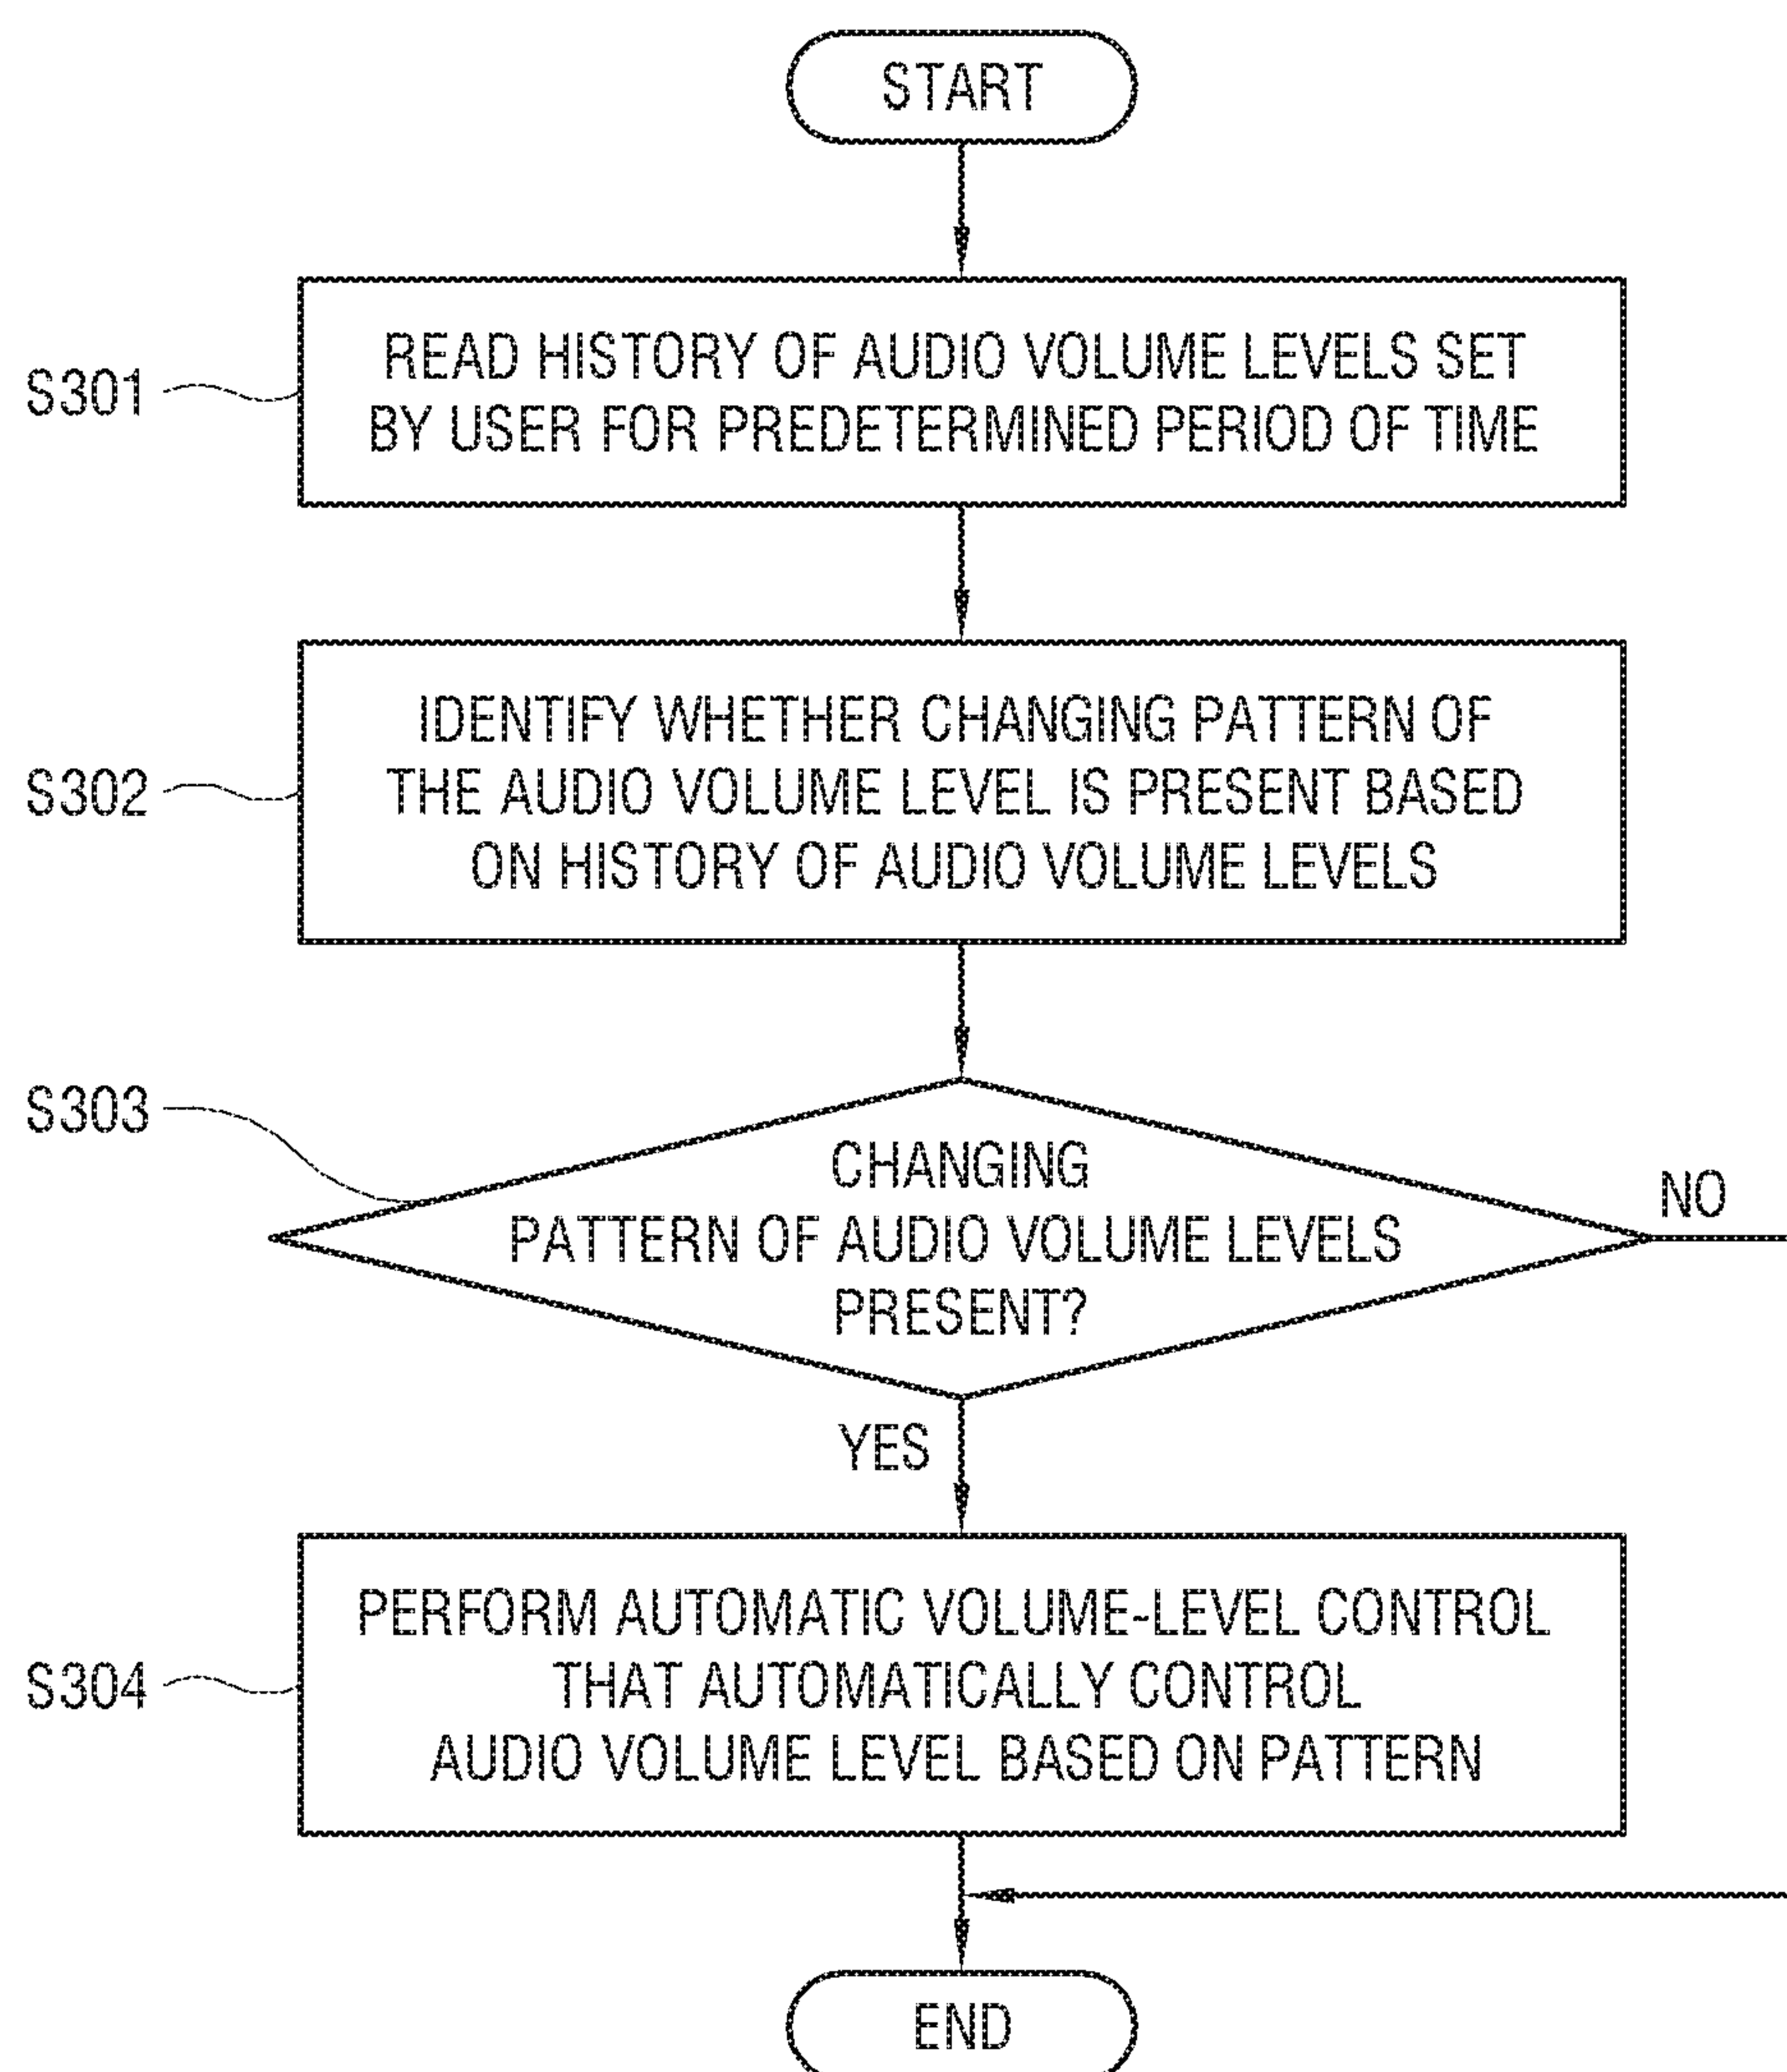 START
S301
READ HISTORY OF AUDIO VOLUME LEVELS SET
BY USER FOR PREDETERMINED PERIOD OF TIME
S302
IDENTIFY WHETHER CHANGING PATTERN OF
THE AUDIO VOLUME LEVEL IS PRESENT BASED
ON HISTORY OF AUDIO VOLUME LEVELS
S303
CHANGING
PATTERN OF AUDIO VOLUME LEVELS
PRESENT?
NO
YES
S304
PERFORM AUTOMATIC VOLUME-LEVEL CONTROL
THAT AUTOMATICALLY CONTROL
AUDIO VOLUME LEVEL BASED ON PATTERN
END